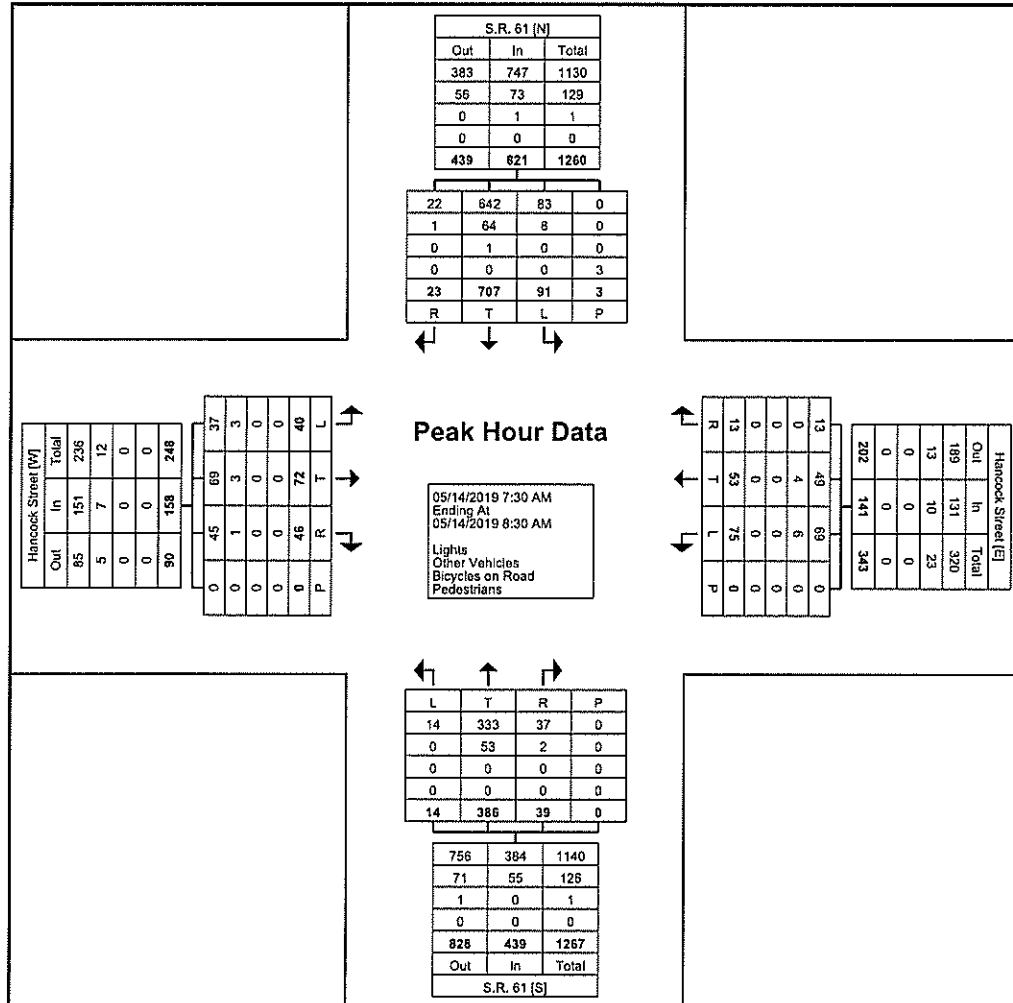 S.R. 61 [N]
Out In Total
383 747 1130
56 73 129
0 1 1
0 0 0
439 821 1260
22 642 83 0
1 64 8 0
0 1 0 0
0 0 0 3
23 707 91 3
R T L P
Hancock Street [W]
Out In Total
85 151 236
5 7 12
0 0 0
0 0 0
90 158 248
0 45 69 37
0 1 3 3
0 0 0 0
0 0 0 0
0 46 72 40
P R T L
Peak Hour Data
05/14/2019 7:30 AM
Ending At
05/14/2019 8:30 AM
Lights
Other Vehicles
Bicycles on Road
Pedestrians
Hancock Street [E]
Out In Total
189 131 320
13 10 23
0 0 0
0 0 0
202 141 343
13 49 69 0
0 4 6 0
0 0 0 0
0 0 0 0
13 53 75 0
R T L P
L T R P
14 333 37 0
0 53 2 0
0 0 0 0
0 0 0 0
14 386 39 0
756 384 1140
71 55 126
1 0 1
0 0 0
828 439 1267
Out In Total
S.R. 61 [S]